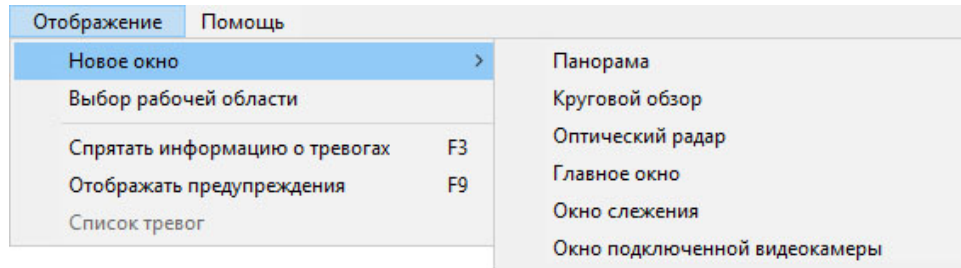 Отображение Помощь
Новое окно >
Выбор рабочей области
Спрятать информацию о тревогах F3
Отображать предупреждения F9
Список тревог
Панорама
Круговой обзор
Оптический радар
Главное окно
Окно слежения
Окно подключенной видеокамеры